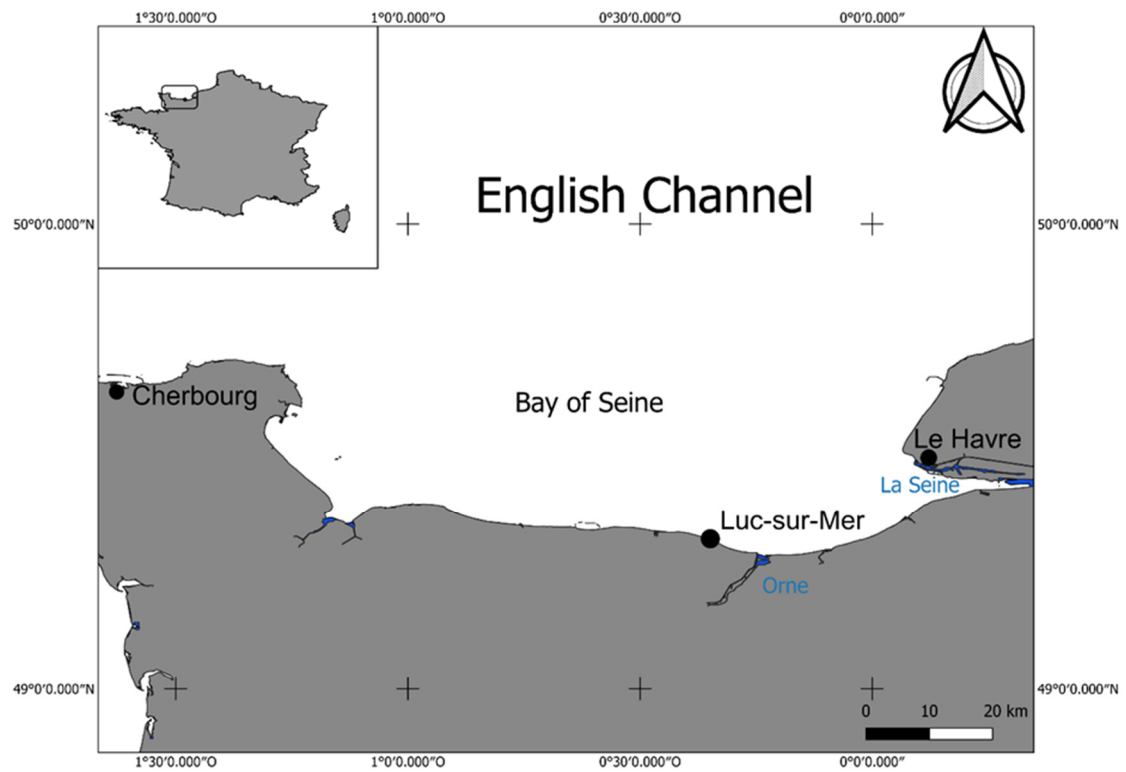 1°30'0.000"O 1°0'0.000"O 0°30'0.000"O 0°0'0.000"
English Channel
50°0'0.000"N 50°0'0.000"N
Cherbourg
Bay of Seine
Le Havre
La Seine
Luc-sur-Mer
Orne
49°0'0.000"N 49°0'0.000"N
0 10 20 km
1°30'0.000"O 1°0'0.000"O 0°30'0.000"O 0°0'0.000"